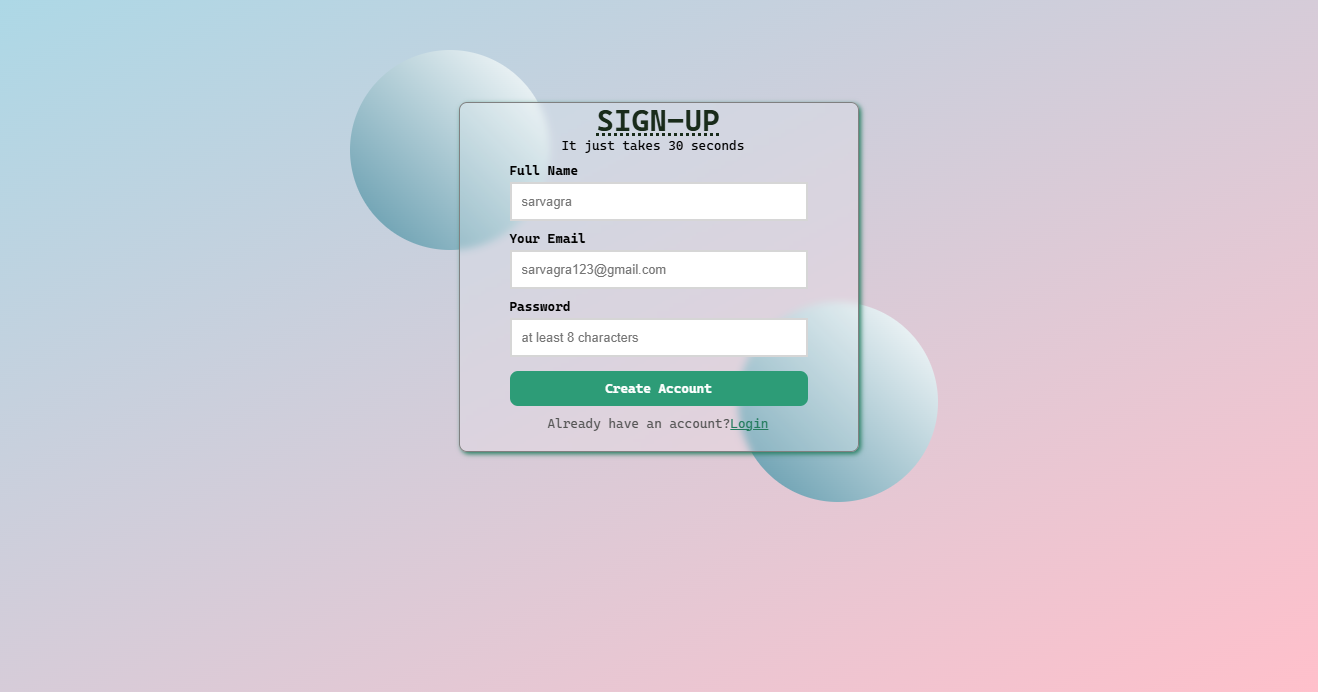 SIGN-UP
It just takes 30 seconds
Full Name
sarvagra
Your Email
sarvagra123@gmail.com
Password
at least 8 characters
Create Account
Already have an account?Login